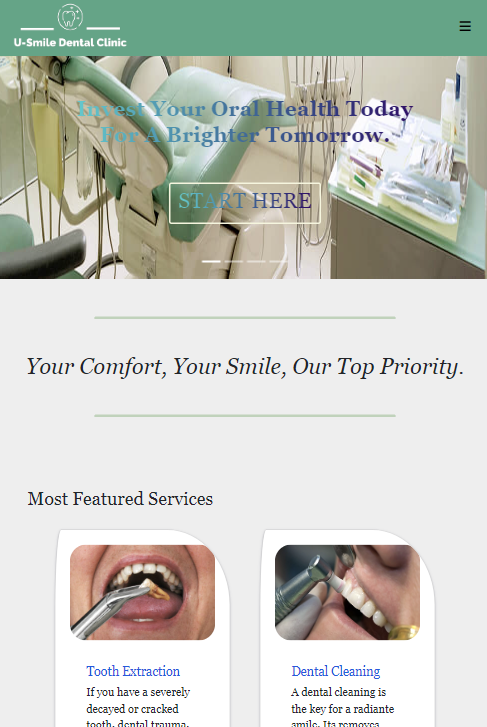 U-Smile Dental Clinic
Invest Your Oral Health Today
For A Brighter Tomorrow.
START HERE
Your Comfort, Your Smile, Our Top Priority.
Most Featured Services
Tooth Extraction
If you have a severely
decayed or cracked
tooth, dental trauma,
Dental Cleaning
A dental cleaning is
the key for a radiante
smile. Its removes